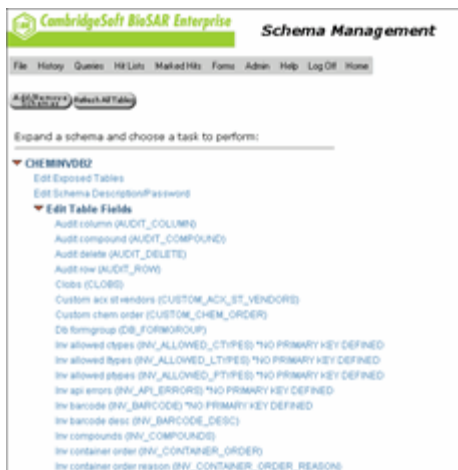 CambridgeSoft BioSAR Enterprise
Schema Management
File History Queries Hit Lists Marked Hits Forms Admin Help Log Off Home
Add/Remove Schemas Refresh All Tables
Expand a schema and choose a task to perform:
CHEMINVDB2
Edit Exposed Tables
Edit Schema Description/Password
Edit Table Fields
Audit column (AUDIT_COLUMN)
Audit compound (AUDIT_COMPOUND)
Audit delete (AUDIT_DELETE)
Audit row (AUDIT_ROW)
Clobs (CLOBS)
Custom acx st vendors (CUSTOM_ACX_ST_VENDORS)
Custom chem order (CUSTOM_CHEM_ORDER)
Db formgroup (DB_FORMGROUP)
Inv allowed ctypes (INV_ALLOWED_CTYPES) *NO PRIMARY KEY DEFINED
Inv allowed ltypes (INV_ALLOWED_LTYPES) *NO PRIMARY KEY DEFINED
Inv allowed ptypes (INV_ALLOWED_PTYPES) *NO PRIMARY KEY DEFINED
Inv api errors (INV_API_ERRORS) *NO PRIMARY KEY DEFINED
Inv barcode (INV_BARCODE) *NO PRIMARY KEY DEFINED
Inv barcode desc (INV_BARCODE_DESC)
Inv compounds (INV_COMPOUNDS)
Inv container order (INV_CONTAINER_ORDER)
Inv container order reason (INV_CONTAINER_ORDER_REASON)